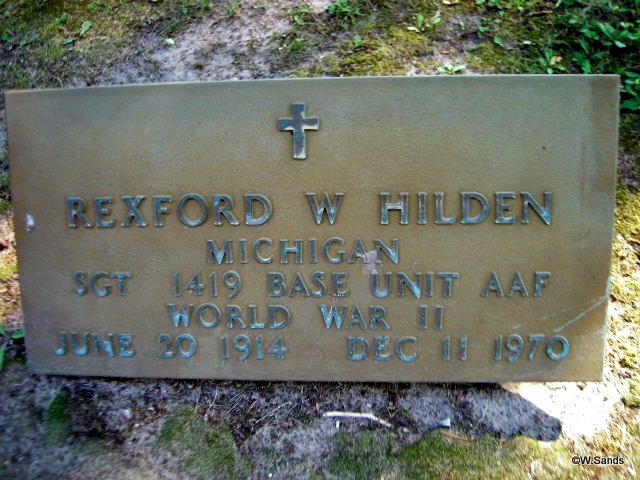 REXFORD W HILDEN
MICHIGAN
SGT 1419 BASE UNIT AAF
WORLD WAR II
JUNE 20 1914 DEC 11 1970
©W.Sands